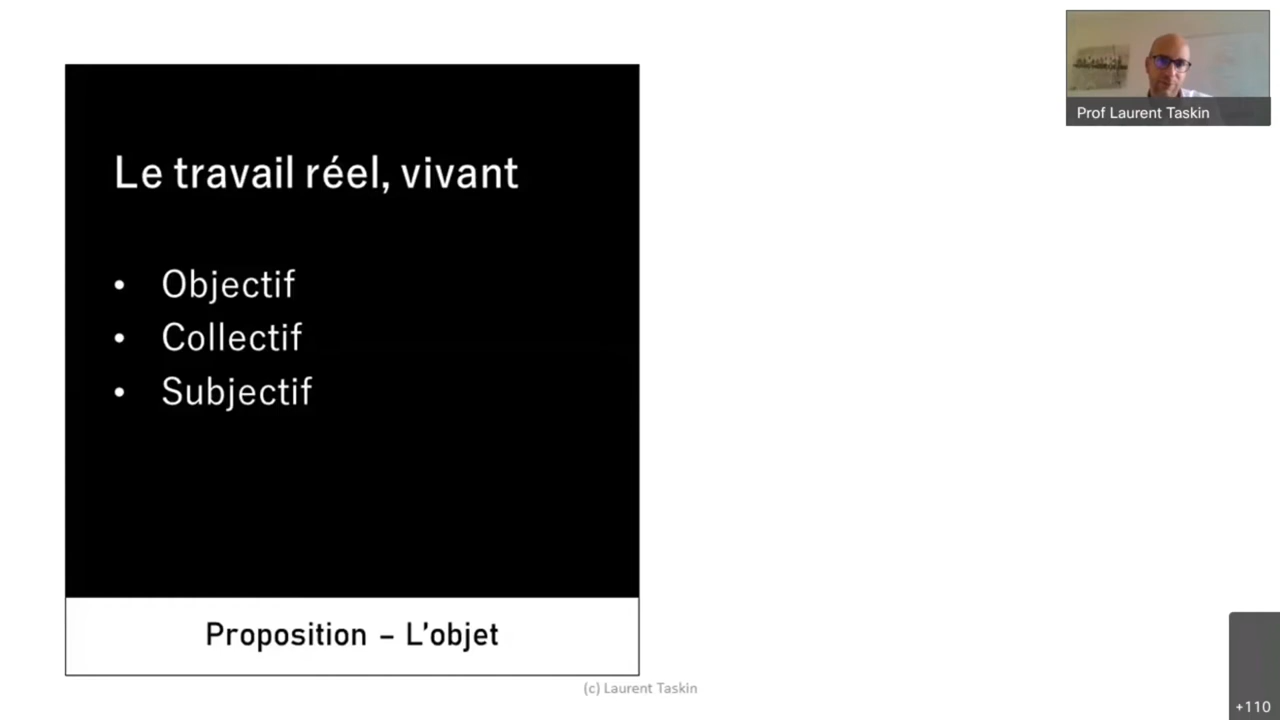 Le travail réel, vivant
• Objectif
• Collectif
• Subjectif
Proposition – L'objet
(c) Laurent Taskin
Prof Laurent Taskin
+110